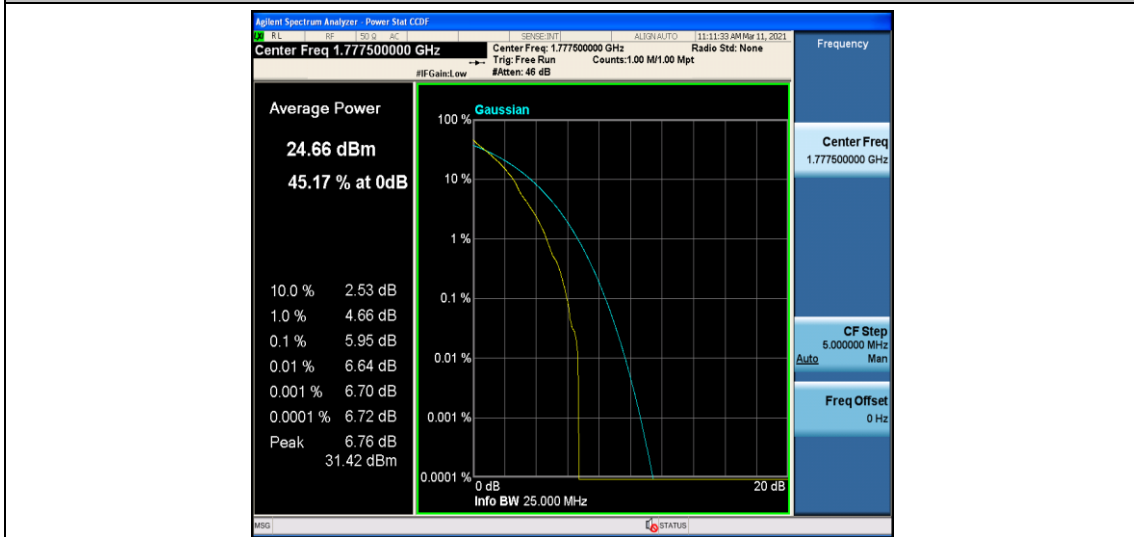 Agilent Spectrum Analyzer - Power Stat CCDF
RL RF 50 Ω AC SENSE:INT ALIGN AUTO 11:11:33 AM Mar 11, 2021
Center Freq 1.777500000 GHz
Center Freq: 1.777500000 GHz Radio Std: None
Trig: Free Run Counts:1.00 M/1.00 Mpt
#IFGain:Low #Atten: 46 dB
Frequency
Average Power
24.66 dBm
45.17 % at 0dB
10.0 % 2.53 dB
1.0 % 4.66 dB
0.1 % 5.95 dB
0.01 % 6.64 dB
0.001 % 6.70 dB
0.0001 % 6.72 dB
Peak 6.76 dB
31.42 dBm
Gaussian
100 %
10 %
1 %
0.1 %
0.01 %
0.001 %
0.0001 %
0 dB 20 dB
Info BW 25.000 MHz
Center Freq
1.777500000 GHz
CF Step
5.000000 MHz
Auto Man
Freq Offset
0 Hz
MSG STATUS